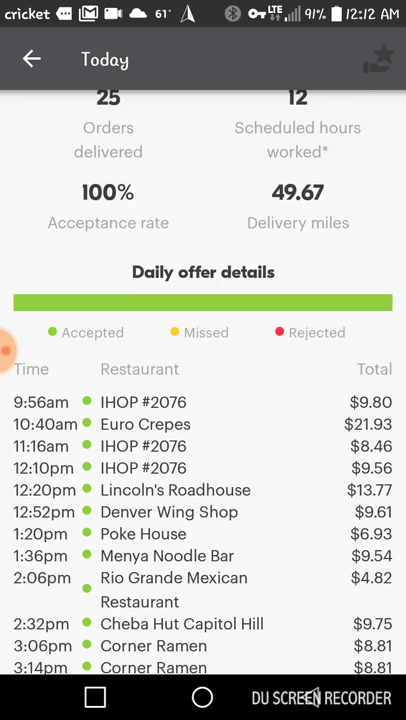 cricket 61° LTE 91% 12:12 AM
Today
25 12
Orders delivered Scheduled hours worked*
100% 49.67
Acceptance rate Delivery miles
Daily offer details
Accepted Missed Rejected
Time Restaurant Total
9:56am IHOP #2076 $9.80
10:40am Euro Crepes $21.93
11:16am IHOP #2076 $8.46
12:10pm IHOP #2076 $9.56
12:20pm Lincoln's Roadhouse $13.77
12:52pm Denver Wing Shop $9.61
1:20pm Poke House $6.93
1:36pm Menya Noodle Bar $9.54
2:06pm Rio Grande Mexican $4.82
Restaurant
2:32pm Cheba Hut Capitol Hill $9.75
3:06pm Corner Ramen $8.81
3:14pm Corner Ramen $8.81
DU SCREEN RECORDER